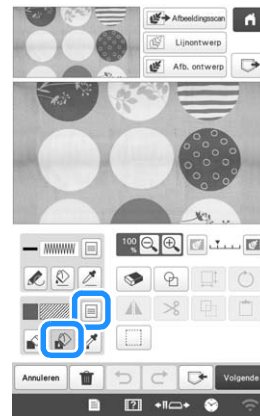 Afbeeldingsscan
Lijnontwerp
Afb. ontwerp
100
%
Annuleren
Volgende